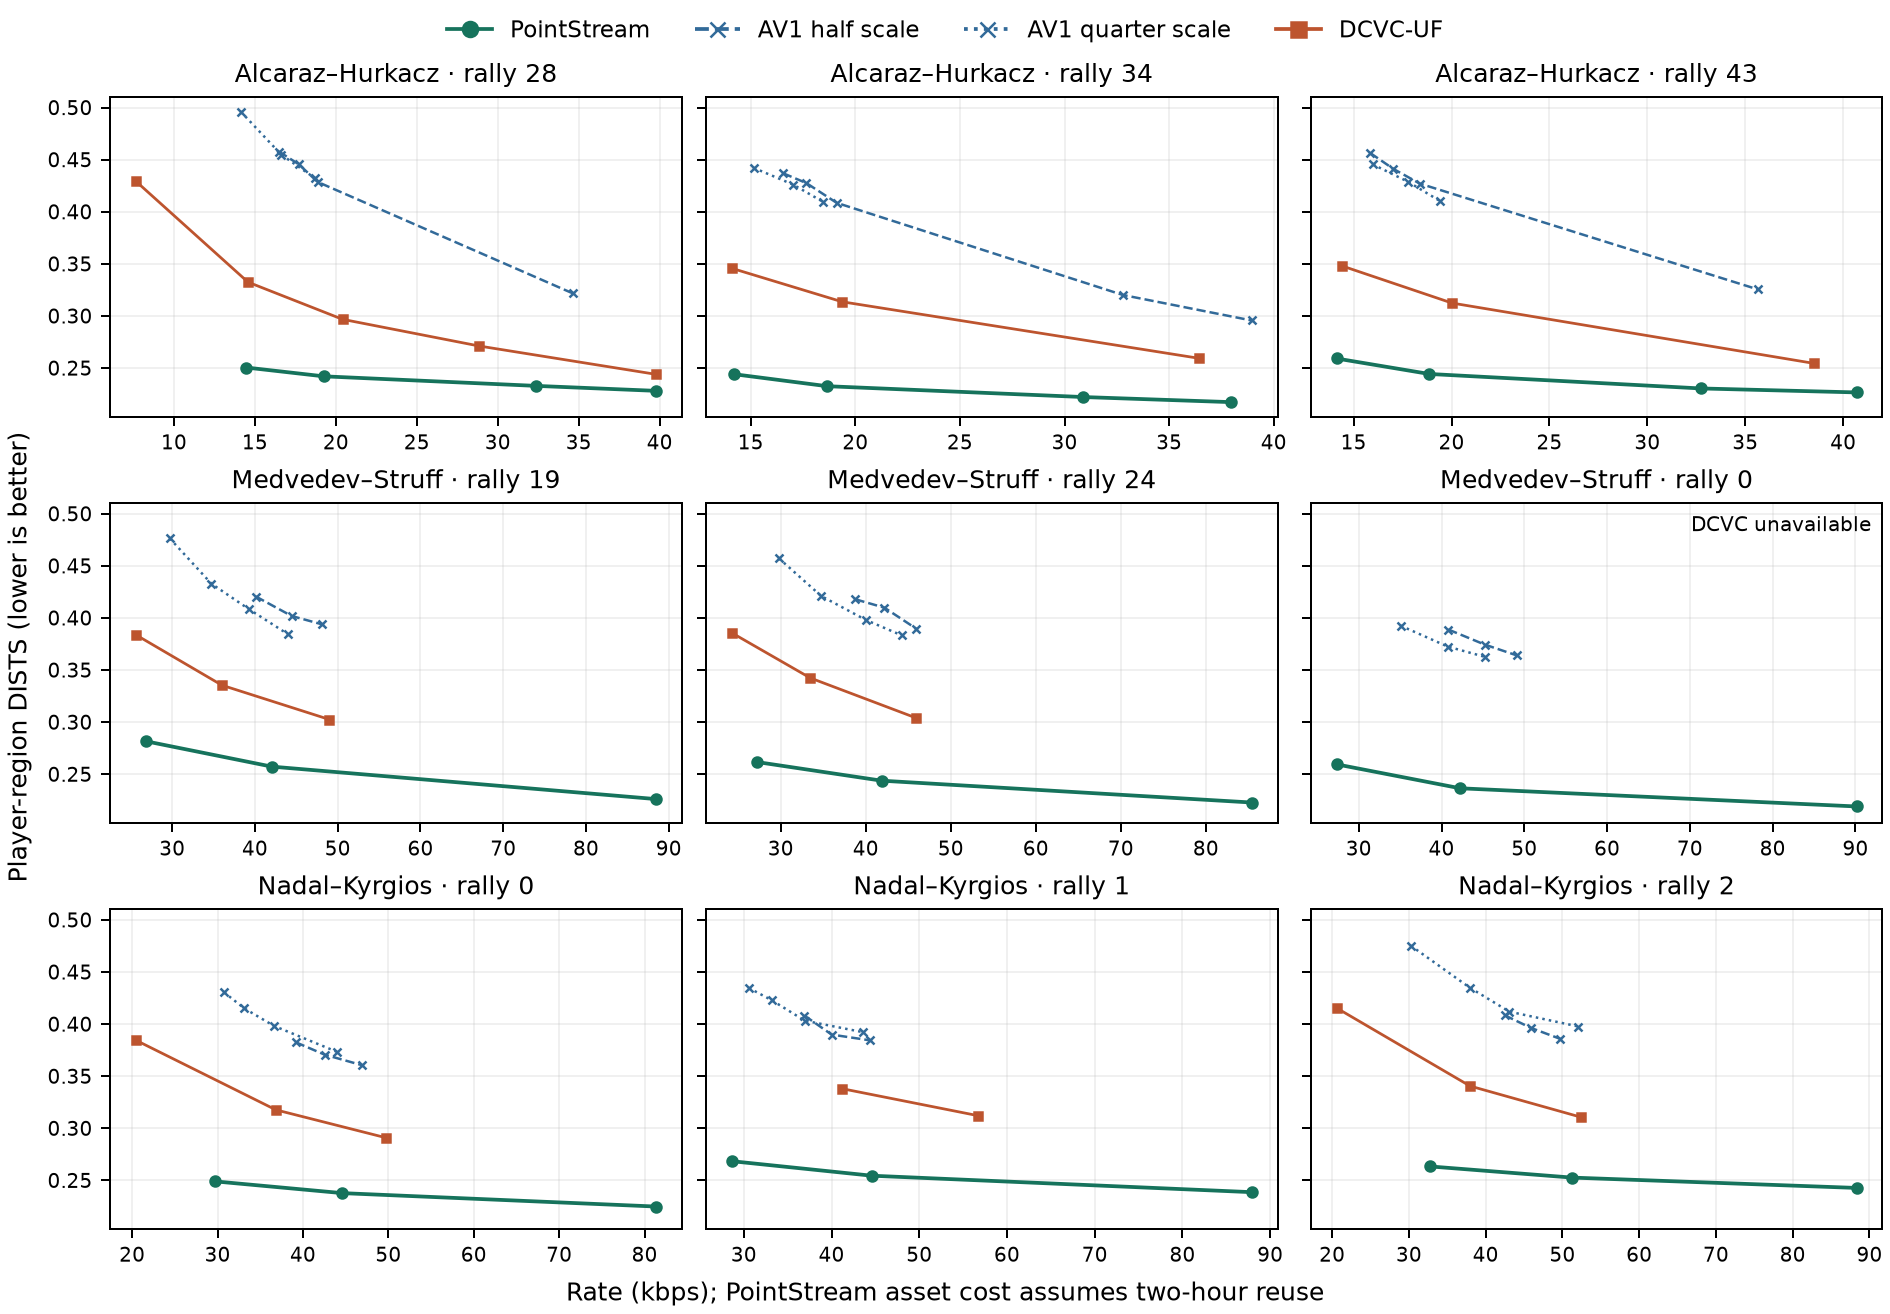 PointStream AV1 half scale AV1 quarter scale DCVC-UF
Alcaraz–Hurkacz · rally 28
0.50
0.45
0.40
0.35
0.30
0.25
10 15 20 25 30 35 40
Alcaraz–Hurkacz · rally 34
15 20 25 30 35 40
Alcaraz–Hurkacz · rally 43
15 20 25 30 35 40
Player-region DISTS (lower is better)
Medvedev–Struff · rally 19
0.50
0.45
0.40
0.35
0.30
0.25
30 40 50 60 70 80 90
Medvedev–Struff · rally 24
30 40 50 60 70 80
Medvedev–Struff · rally 0
DCVC unavailable
30 40 50 60 70 80 90
Nadal–Kyrgios · rally 0
0.50
0.45
0.40
0.35
0.30
0.25
20 30 40 50 60 70 80
Nadal–Kyrgios · rally 1
30 40 50 60 70 80 90
Nadal–Kyrgios · rally 2
20 30 40 50 60 70 80 90
Rate (kbps); PointStream asset cost assumes two-hour reuse